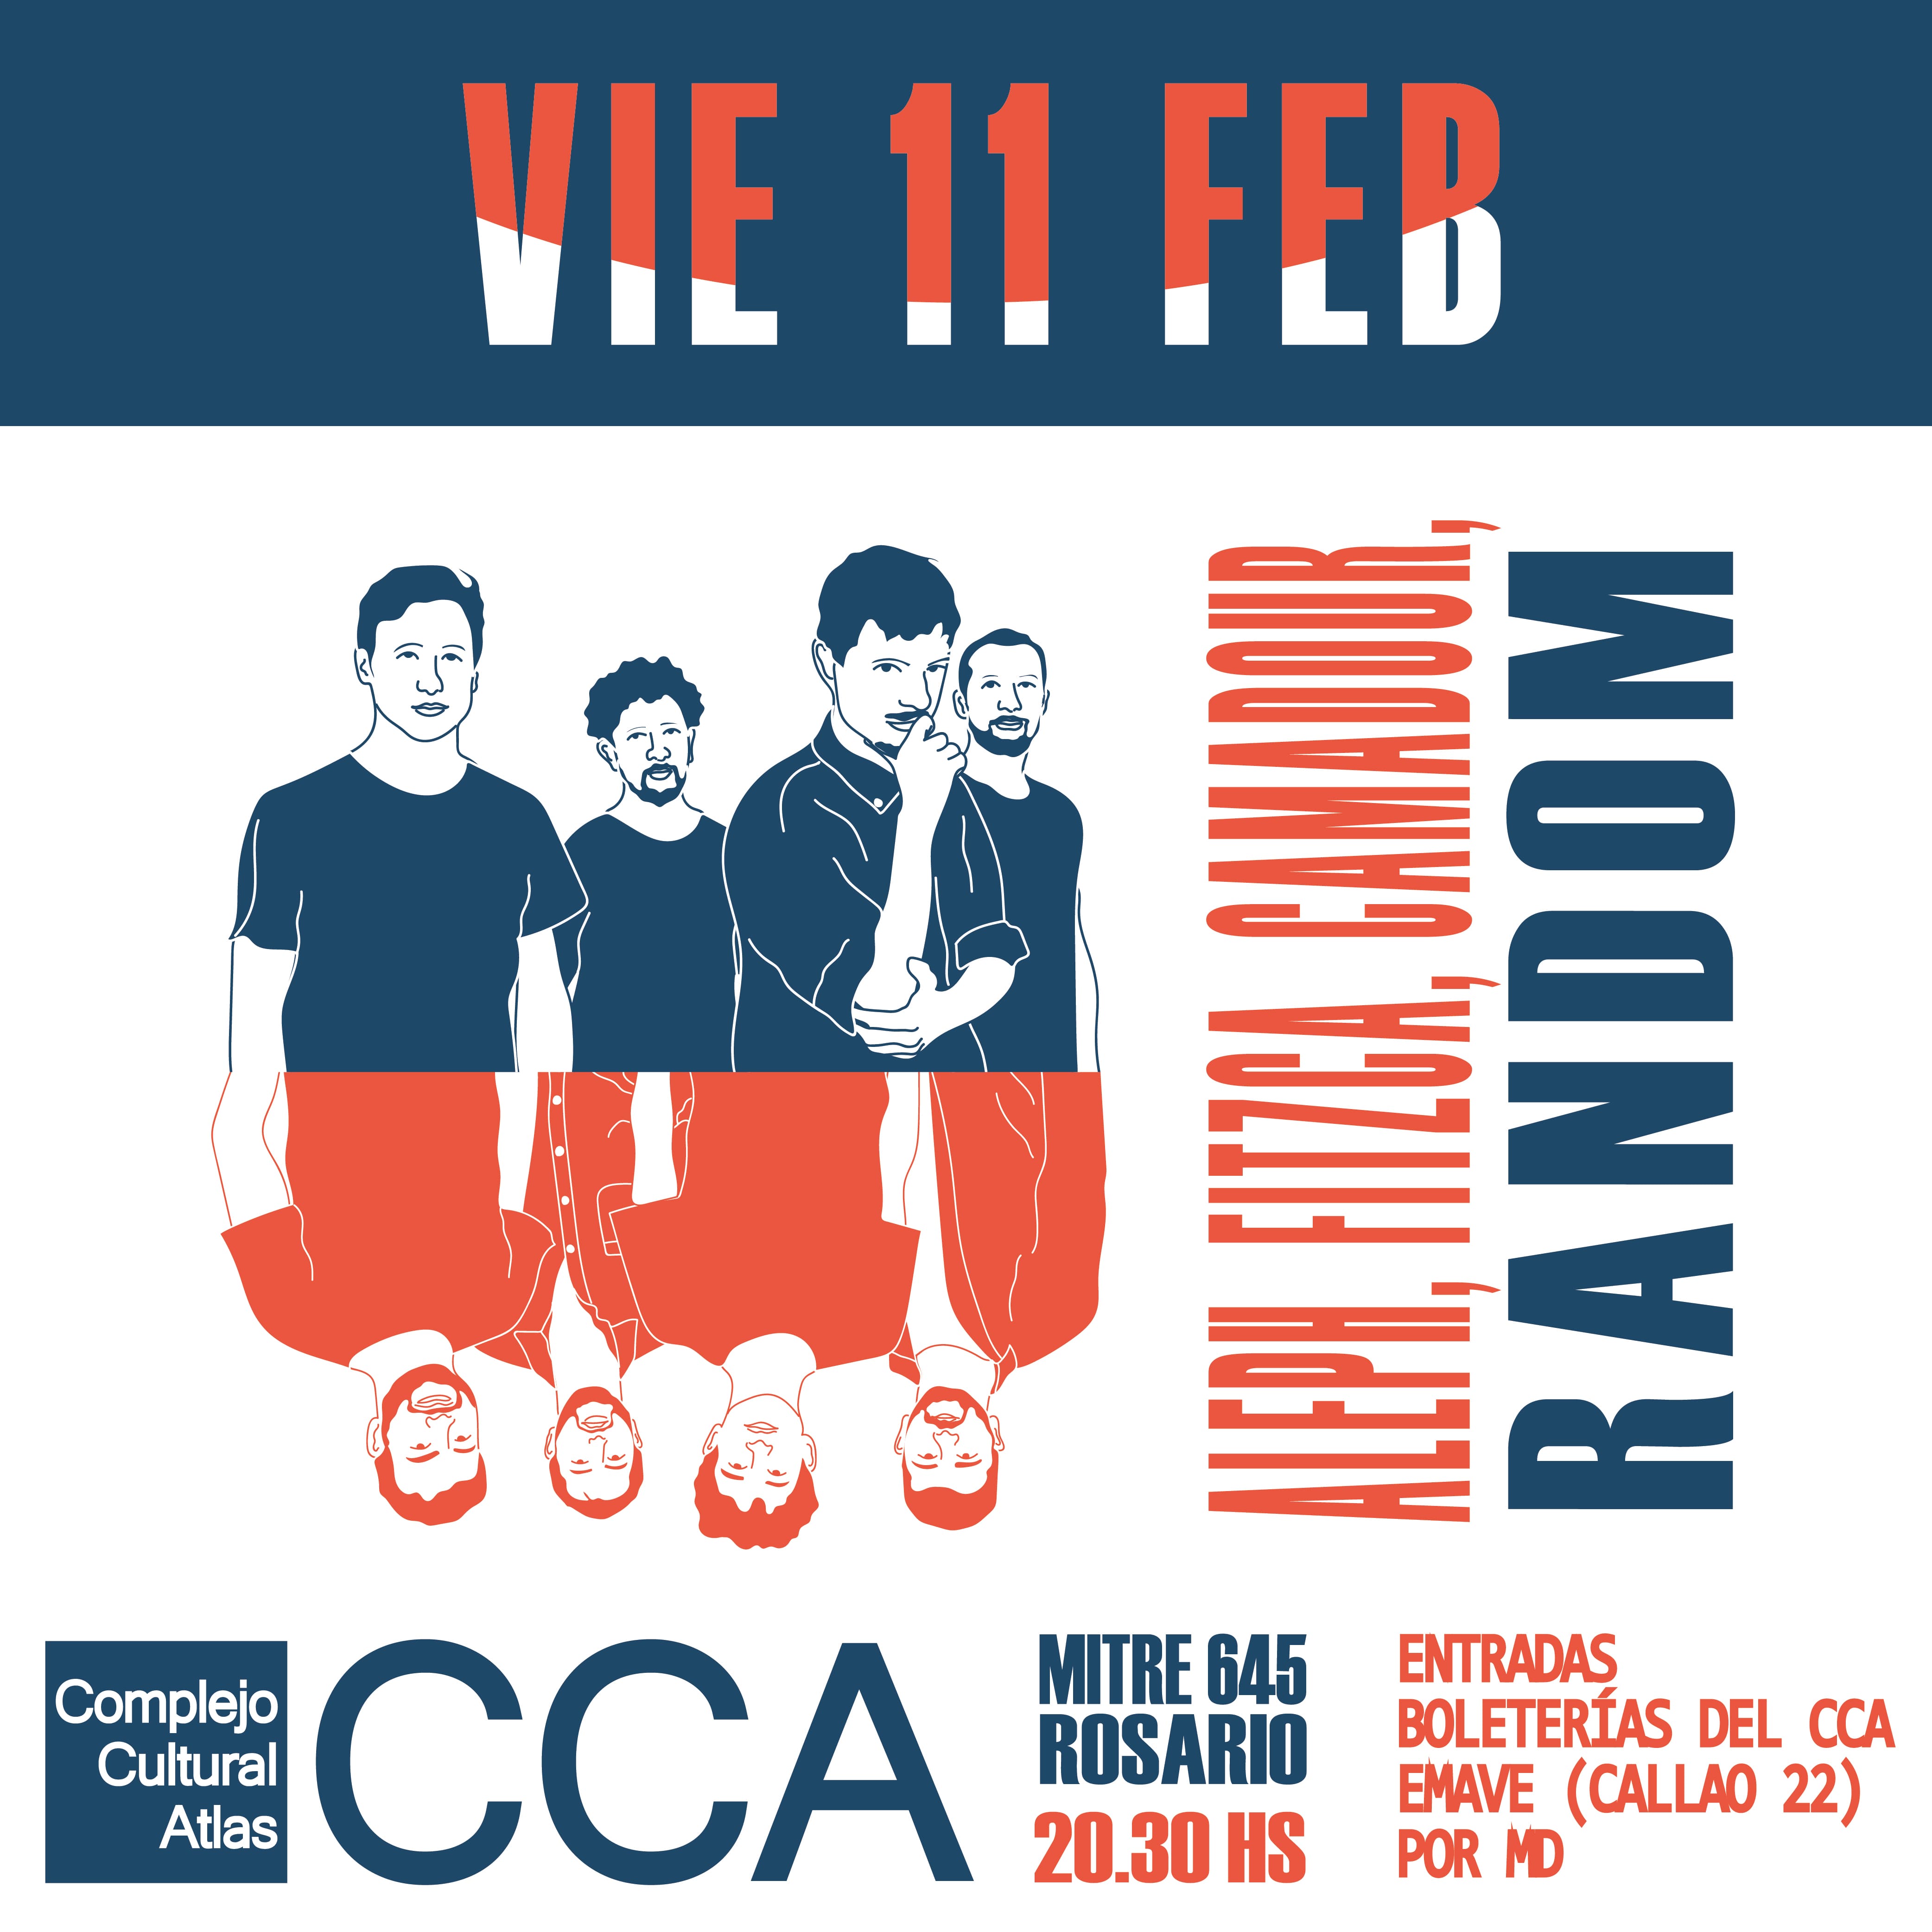 VIE 11 FEB
ALEPH, FITZCA, CAMADOUR,
RANDOM
Complejo
Cultural
Atlas
CCA
MITRE 645
ROSARIO
20.30 HS
ENTRADAS
BOLETERÍAS DEL CCA
EMAVE (CALLAO 22)
POR MD